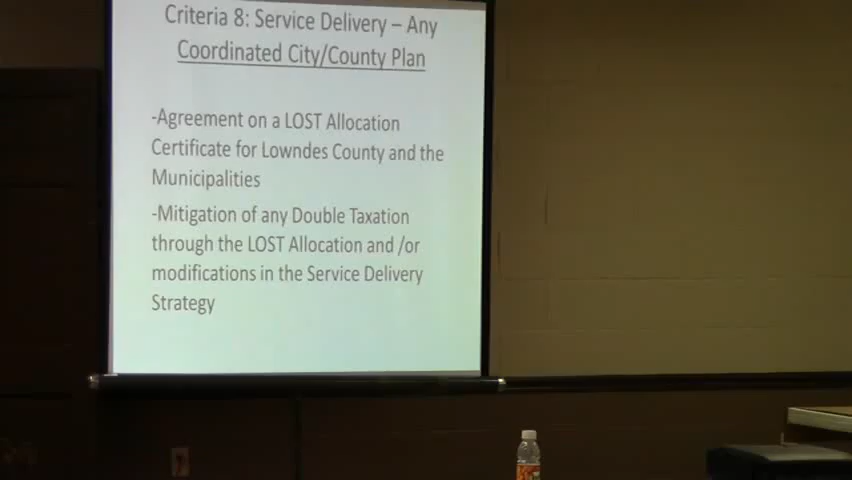 Criteria 8: Service Delivery – Any
Coordinated City/County Plan
-Agreement on a LOST Allocation
Certificate for Lowndes County and the
Municipalities
-Mitigation of any Double Taxation
through the LOST Allocation and /or
modifications in the Service Delivery
Strategy